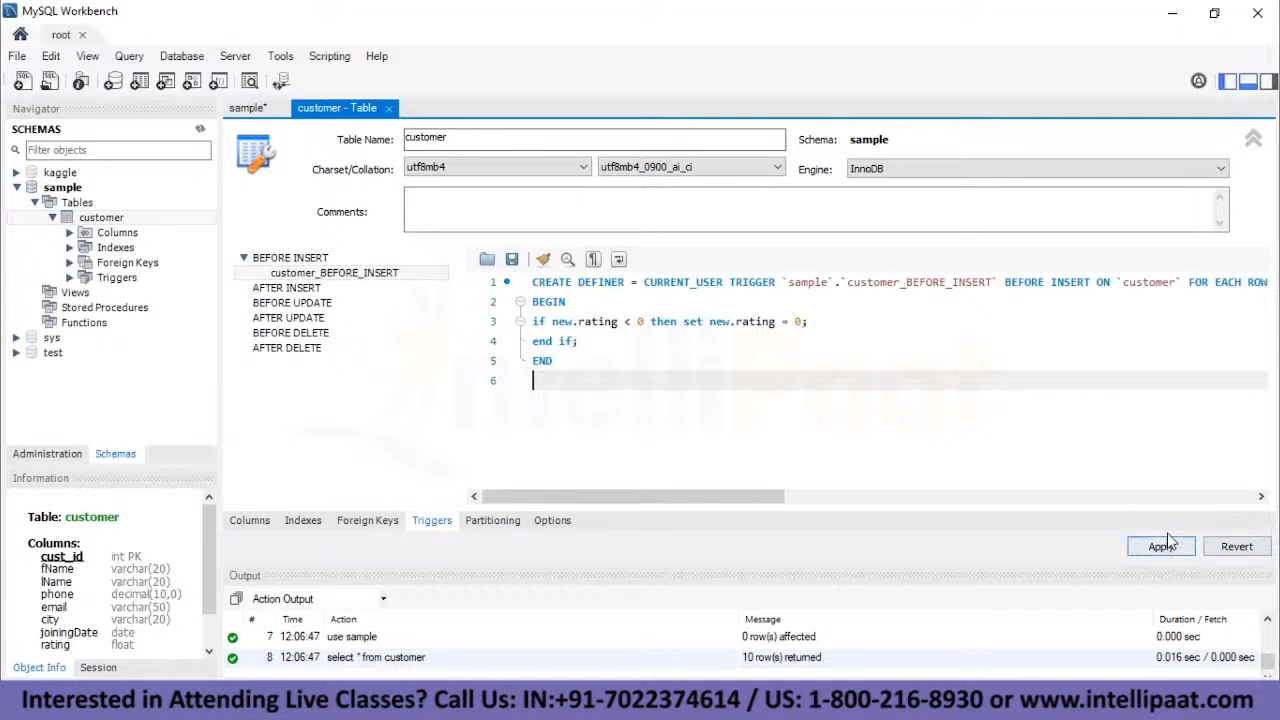 MySQL Workbench
root
File Edit View Query Database Server Tools Scripting Help
Navigator
SCHEMAS
Filter objects
kaggle
sample
Tables
customer
Columns
Indexes
Foreign Keys
Triggers
Views
Stored Procedures
Functions
sys
test
Administration Schemas
Information
Table: customer
Columns:
cust_id int PK
fName varchar(20)
lName varchar(20)
phone decimal(10,0)
email varchar(50)
city varchar(20)
joiningDate date
rating float
Object Info Session
sample* customer - Table
Table Name: customer Schema: sample
Charset/Collation: utf8mb4 utf8mb4_0900_ai_ci Engine: InnoDB
Comments:
BEFORE INSERT
customer_BEFORE_INSERT
AFTER INSERT
BEFORE UPDATE
AFTER UPDATE
BEFORE DELETE
AFTER DELETE
1 CREATE DEFINER = CURRENT_USER TRIGGER `sample`.`customer_BEFORE_INSERT` BEFORE INSERT ON `customer` FOR EACH ROW
2 BEGIN
3 if new.rating < 0 then set new.rating = 0;
4 end if;
5 END
6
IntelliPaat
Columns Indexes Foreign Keys Triggers Partitioning Options
Apply Revert
Output
Action Output
# Time Action Message Duration / Fetch
7 12:06:47 use sample 0 row(s) affected 0.000 sec
8 12:06:47 select * from customer 10 row(s) returned 0.016 sec / 0.000 sec
Interested in Attending Live Classes? Call Us: IN:+91-7022374614 / US: 1-800-216-8930 or www.intellipaat.com